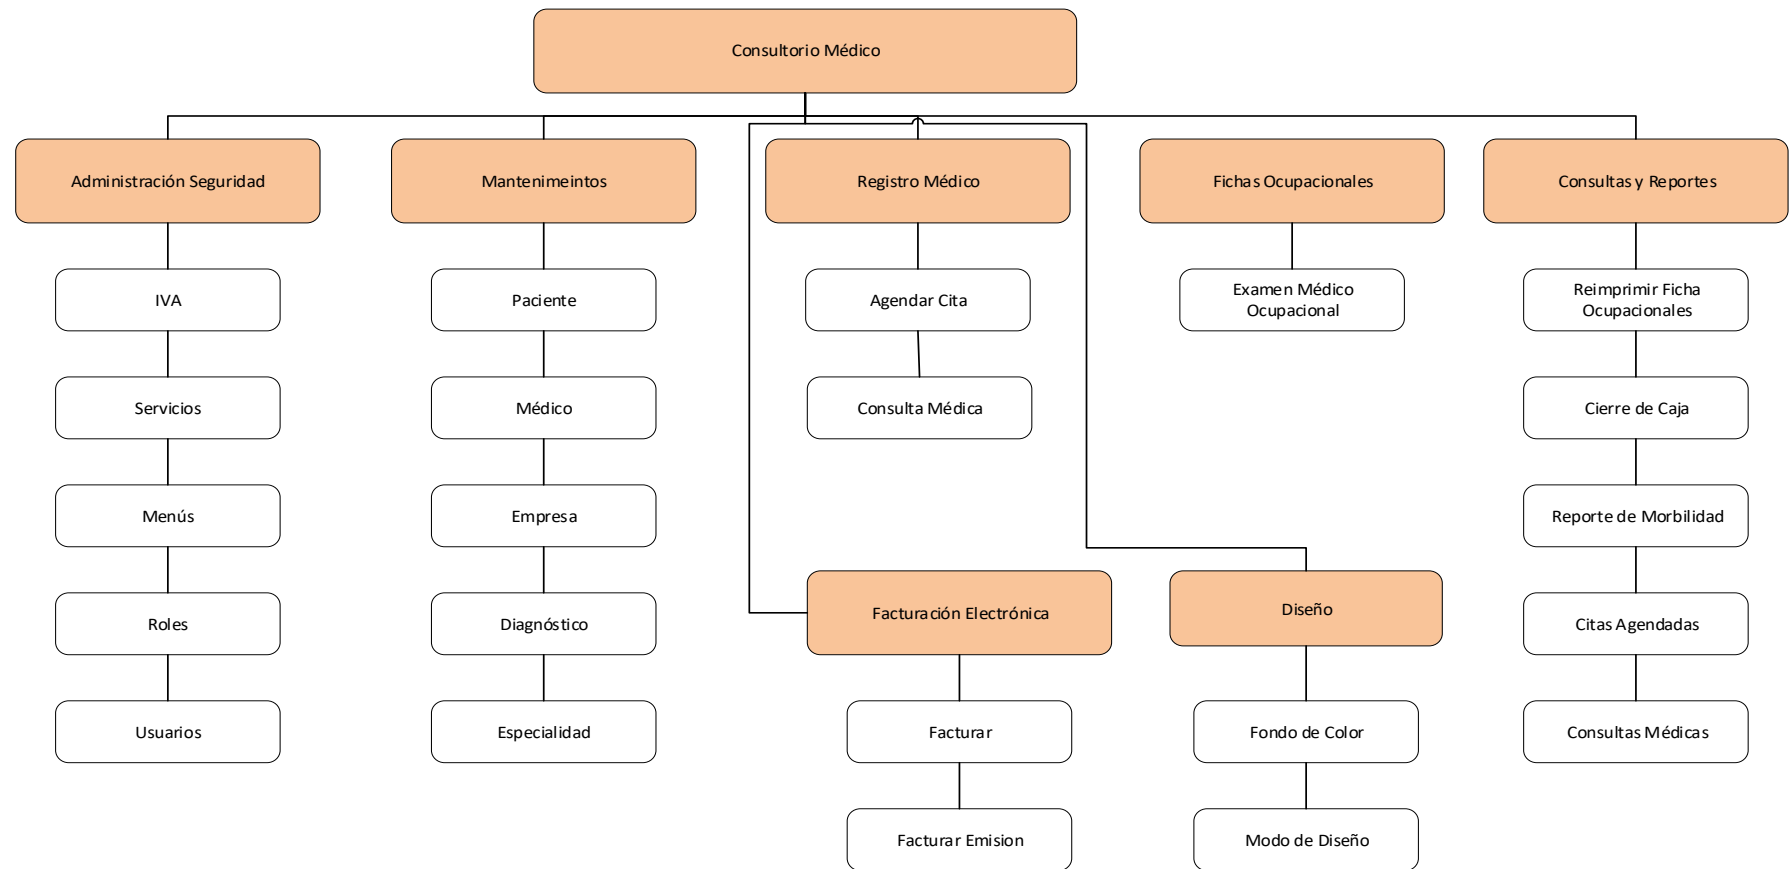 Consultorio Médico
Administración Seguridad
Mantenimeintos
Registro Médico
Fichas Ocupacionales
Consultas y Reportes
IVA
Paciente
Agendar Cita
Examen Médico
Ocupacional
Reimprimir Ficha
Ocupacionales
Servicios
Médico
Consulta Médica
Cierre de Caja
Menús
Empresa
Reporte de Morbilidad
Roles
Diagnóstico
Facturación Electrónica
Diseño
Citas Agendadas
Usuarios
Especialidad
Facturar
Fondo de Color
Consultas Médicas
Facturar Emision
Modo de Diseño